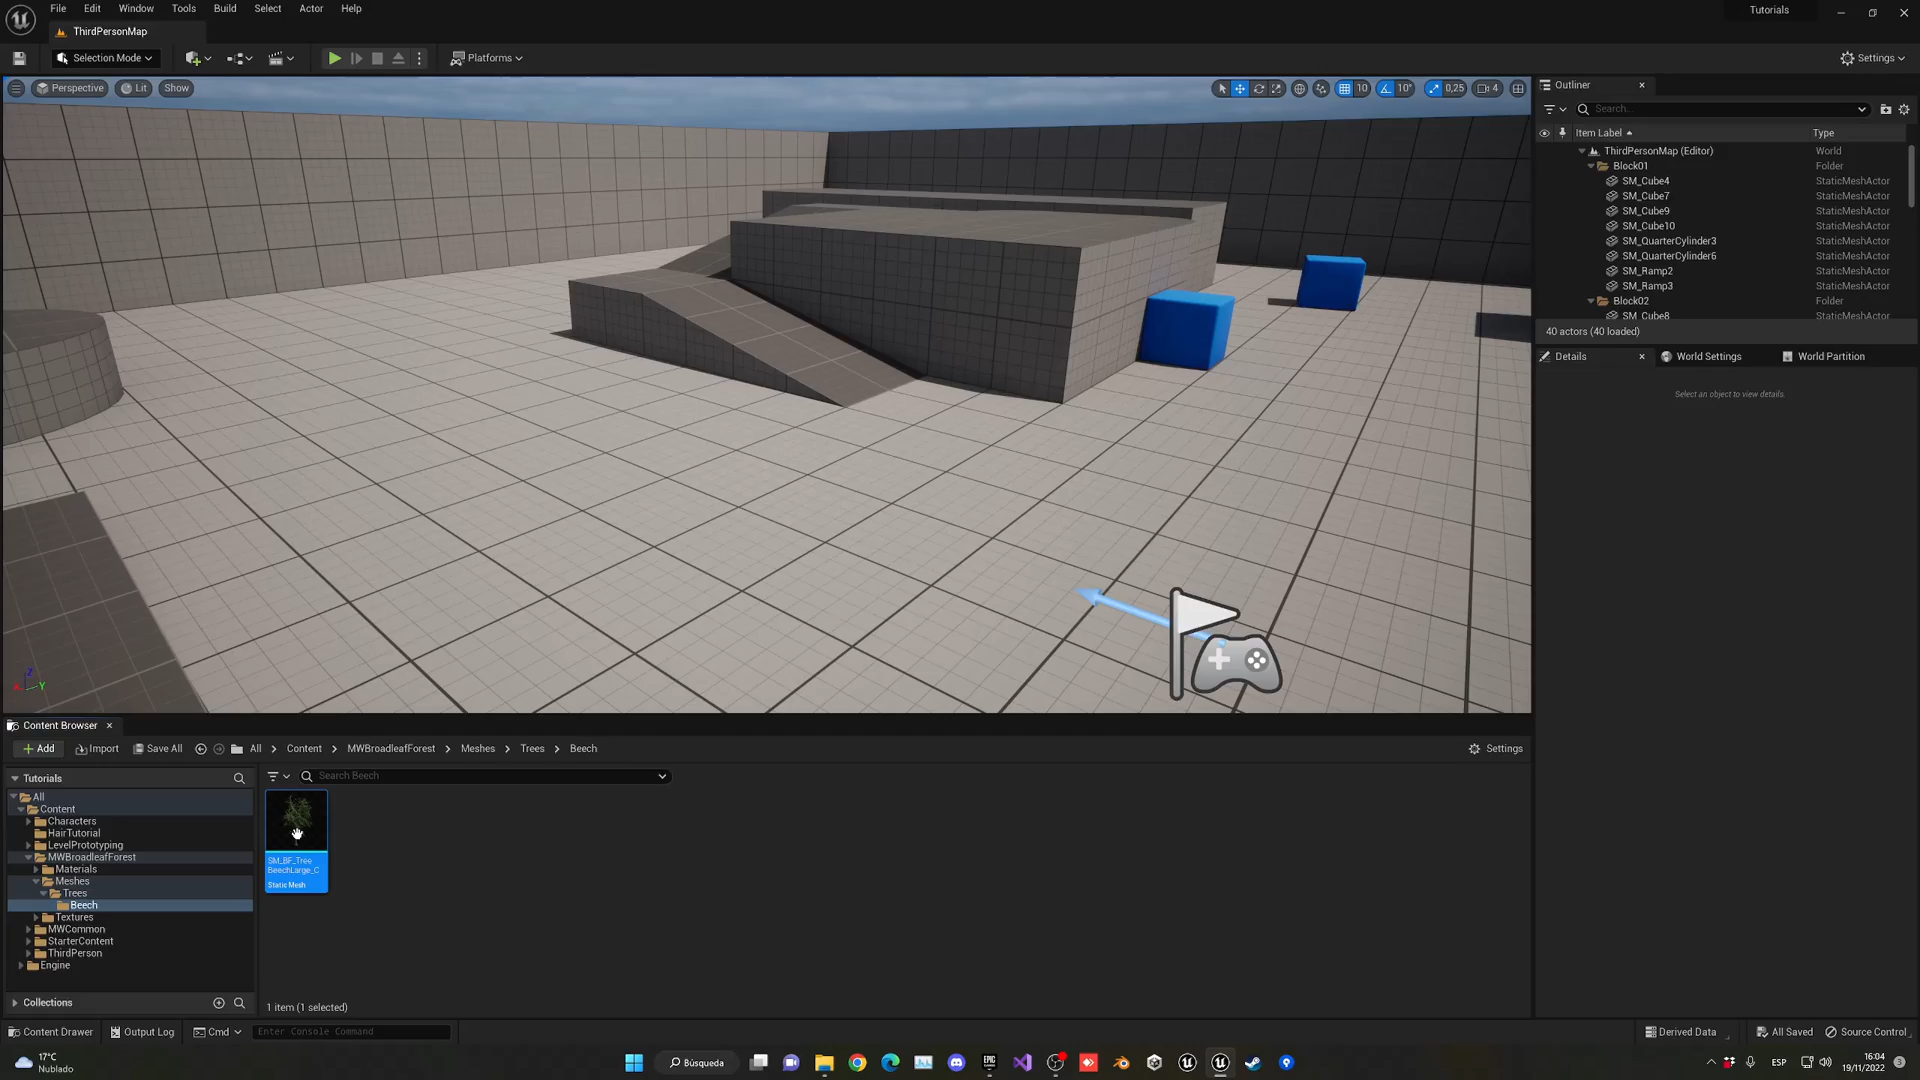 File Edit Window Tools Build Select Actor Help
Tutorials
ThirdPersonMap
Selection Mode
Platforms
Settings
Perspective Lit Show
10 10° 0,25 4
Outliner
Search...
Item Label Type
ThirdPersonMap (Editor) World
Block01 Folder
SM_Cube4 StaticMeshActor
SM_Cube7 StaticMeshActor
SM_Cube9 StaticMeshActor
SM_Cube10 StaticMeshActor
SM_QuarterCylinder3 StaticMeshActor
SM_QuarterCylinder6 StaticMeshActor
SM_Ramp2 StaticMeshActor
SM_Ramp3 StaticMeshActor
Block02 Folder
SM_Cube8 StaticMeshActor
40 actors (40 loaded)
Details World Settings World Partition
Select an object to view details.
Z
X Y
Content Browser
Add Import Save All All Content MWBroadleafForest Meshes Trees Beech Settings
Tutorials
Search Beech
All
Content
Characters
HairTutorial
LevelPrototyping
MWBroadleafForest
Materials
Meshes
Trees
Beech
Textures
MWCommon
StarterContent
ThirdPerson
Engine
SM_BF_Tree
BeechLarge_C
Static Mesh
Collections
1 item (1 selected)
Content Drawer Output Log Cmd Enter Console Command Derived Data All Saved Source Control
17°C
Nublado
Búsqueda
EPIC
ESP
16:04
19/11/2022
3